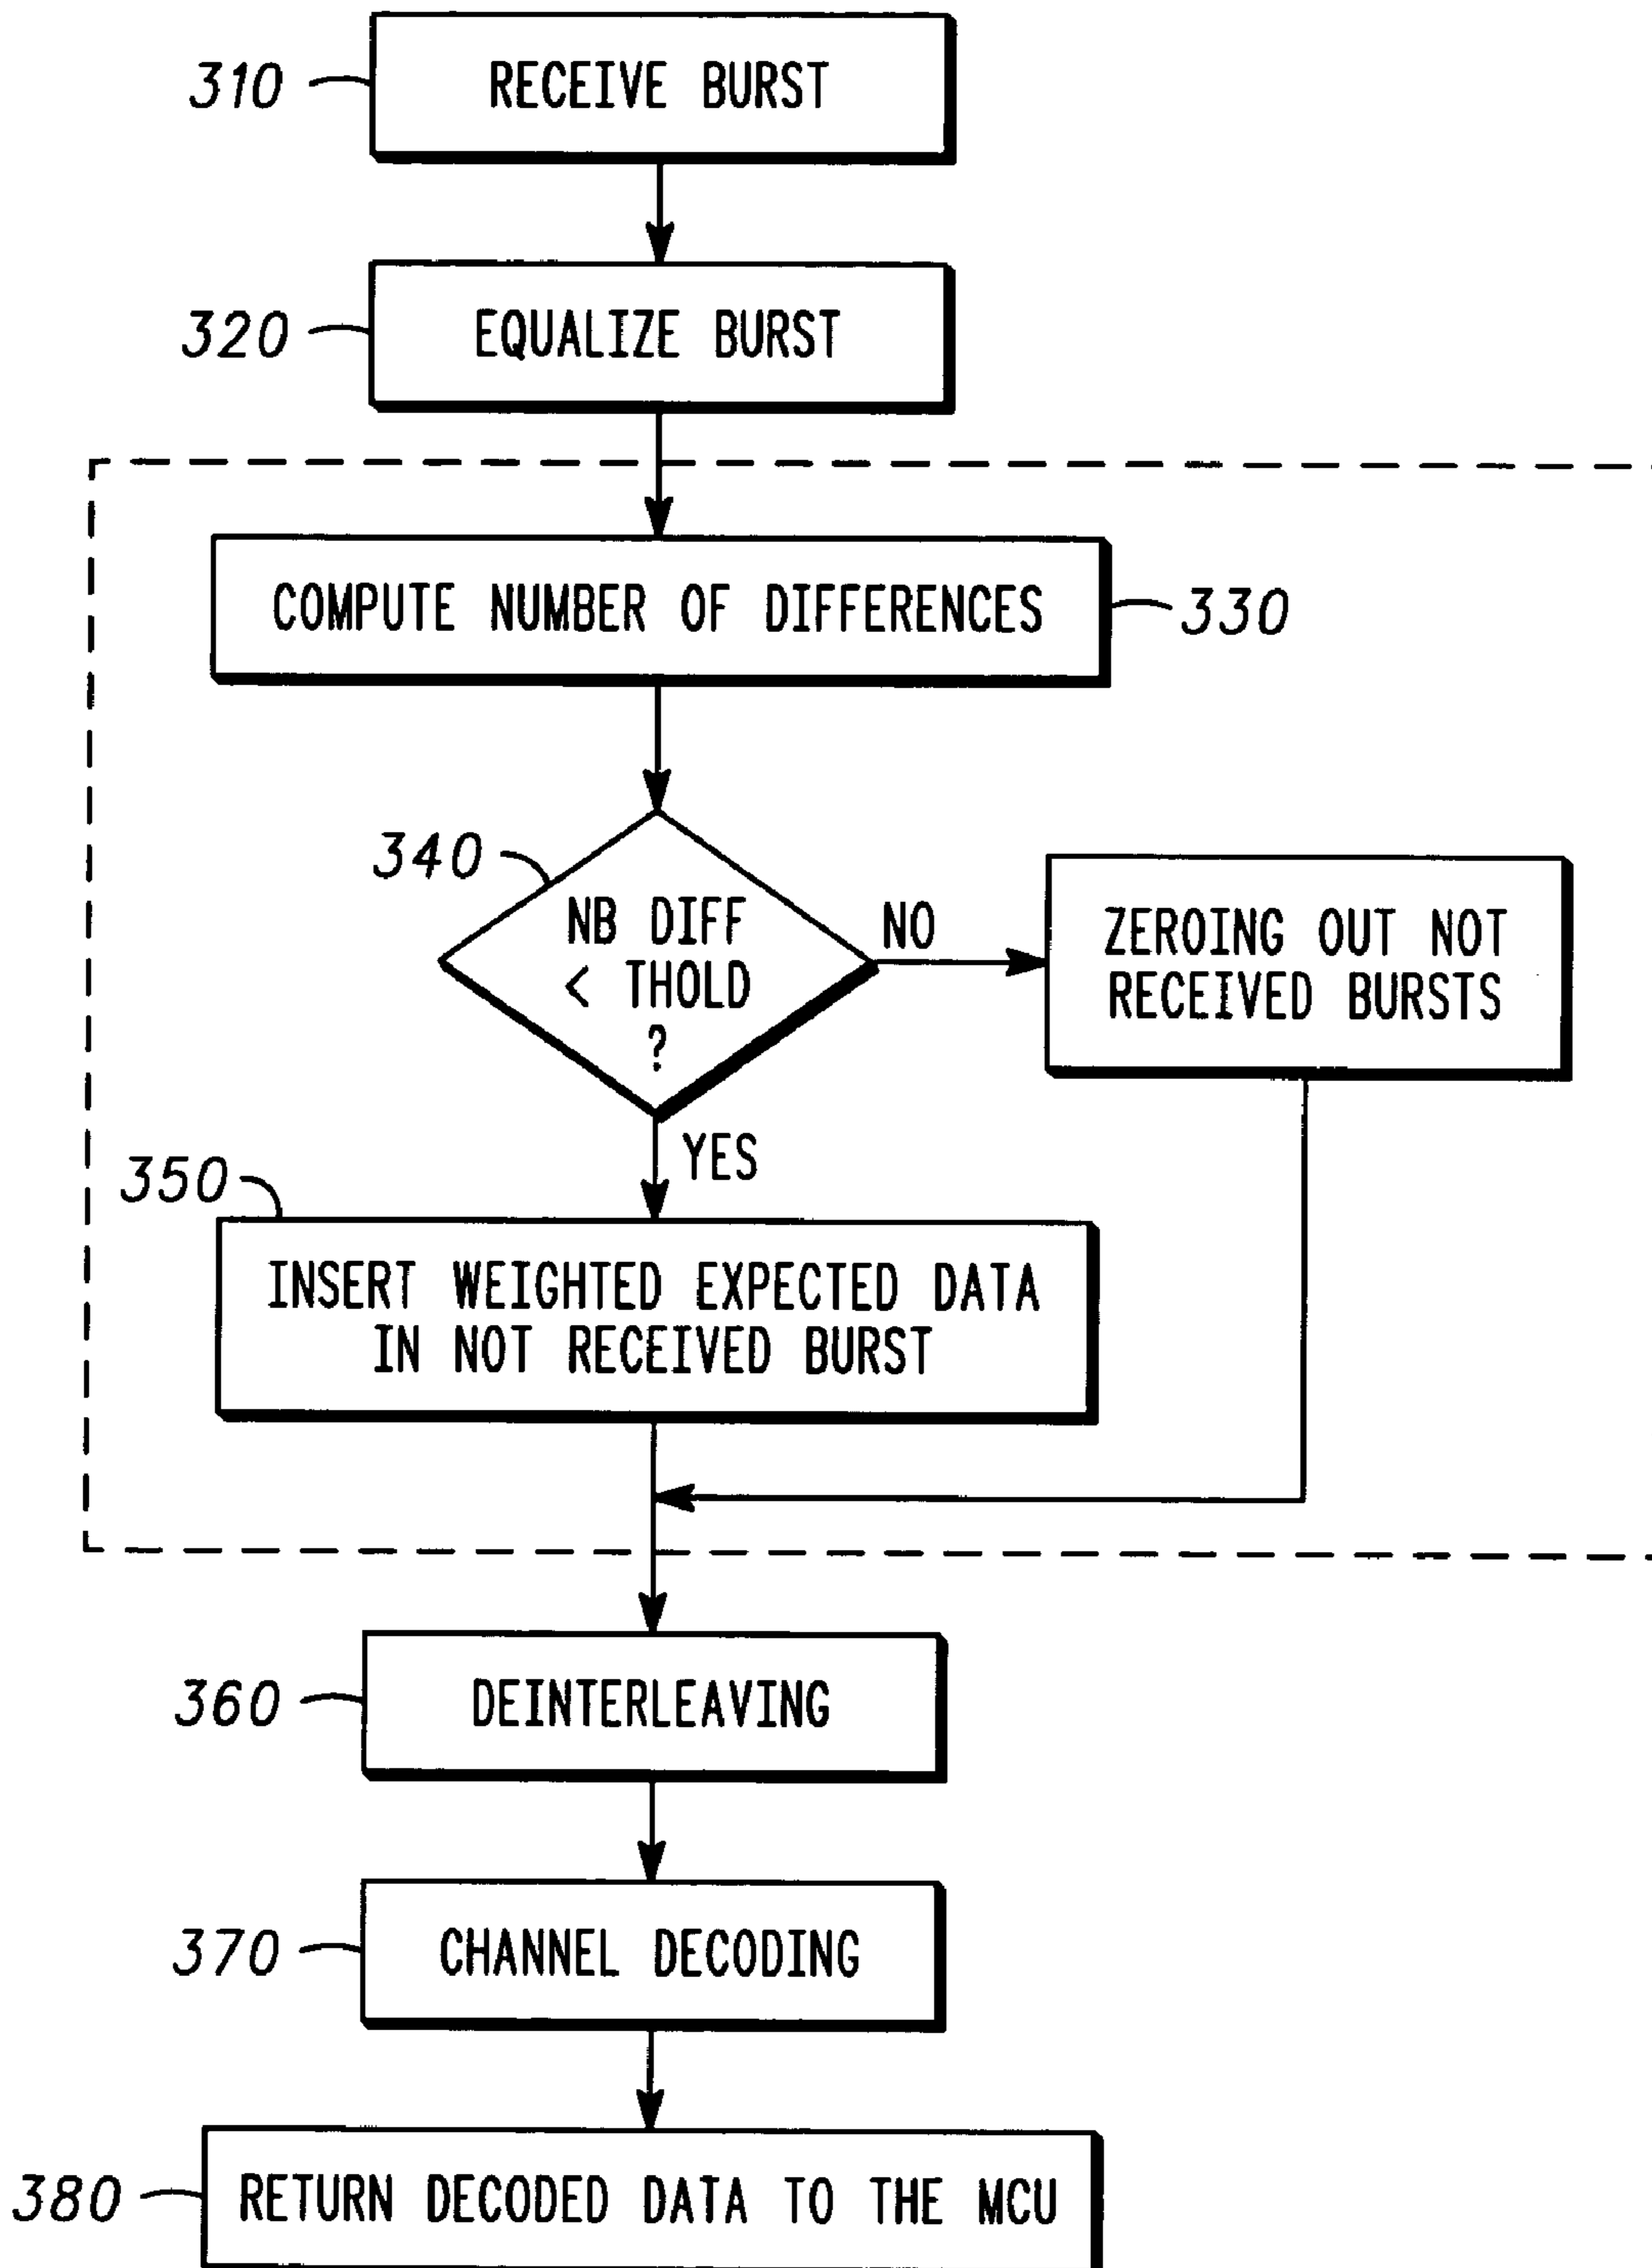 310
RECEIVE BURST
320
EQUALIZE BURST
COMPUTE NUMBER OF DIFFERENCES
330
340
NB DIFF
< THOLD
?
NO
ZEROING OUT NOT
RECEIVED BURSTS
YES
350
INSERT WEIGHTED EXPECTED DATA
IN NOT RECEIVED BURST
360
DEINTERLEAVING
370
CHANNEL DECODING
380
RETURN DECODED DATA TO THE MCU